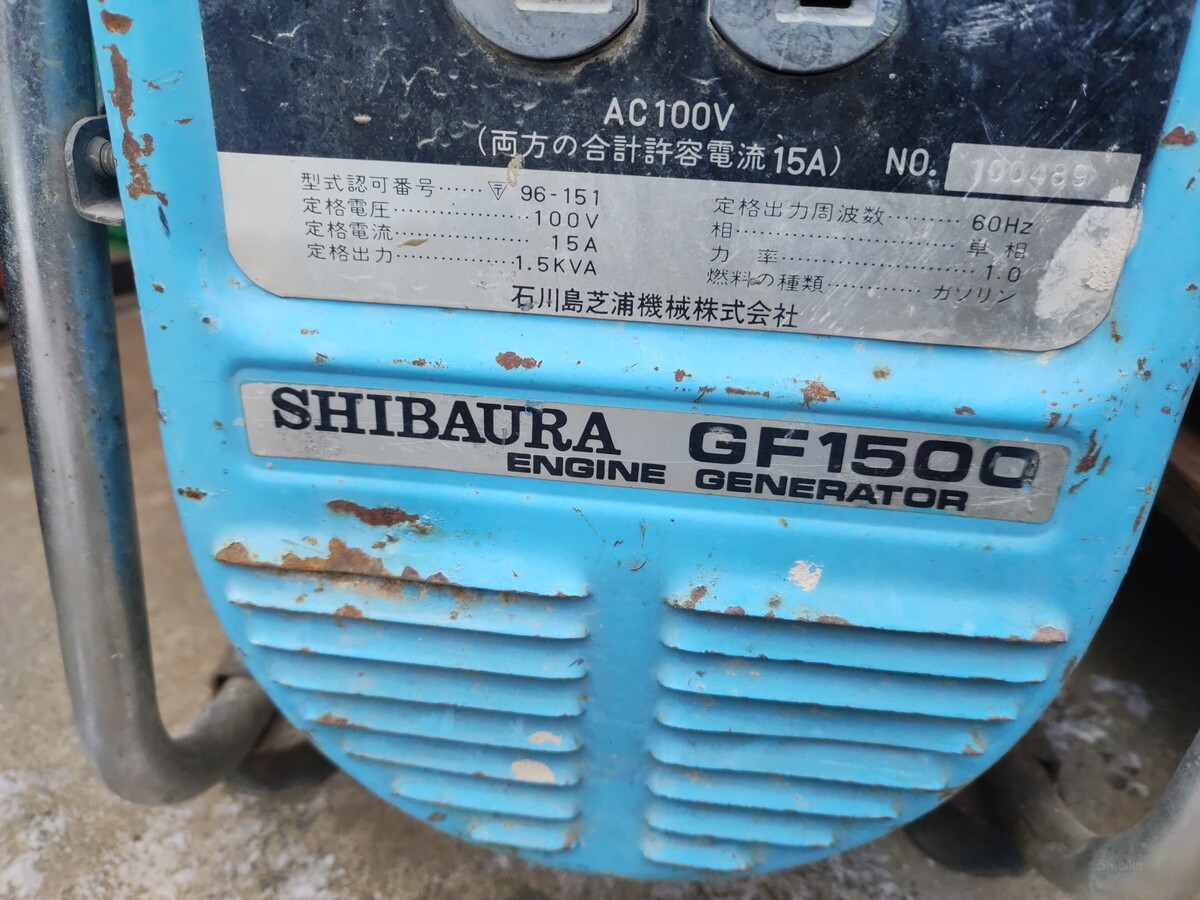 AC100V
(両方の合計許容電流15A) NO. 100489
型式認可番号……〒 96-151
定格電圧………………100V
定格電流………………15A
定格出力……………1.5KVA
定格出力周波数………60Hz
相…………………………単 相
力 率………………………1.0
燃料の種類…………ガソリン
石川島芝浦機械株式会社
SHIBAURA GF1500
ENGINE GENERATOR